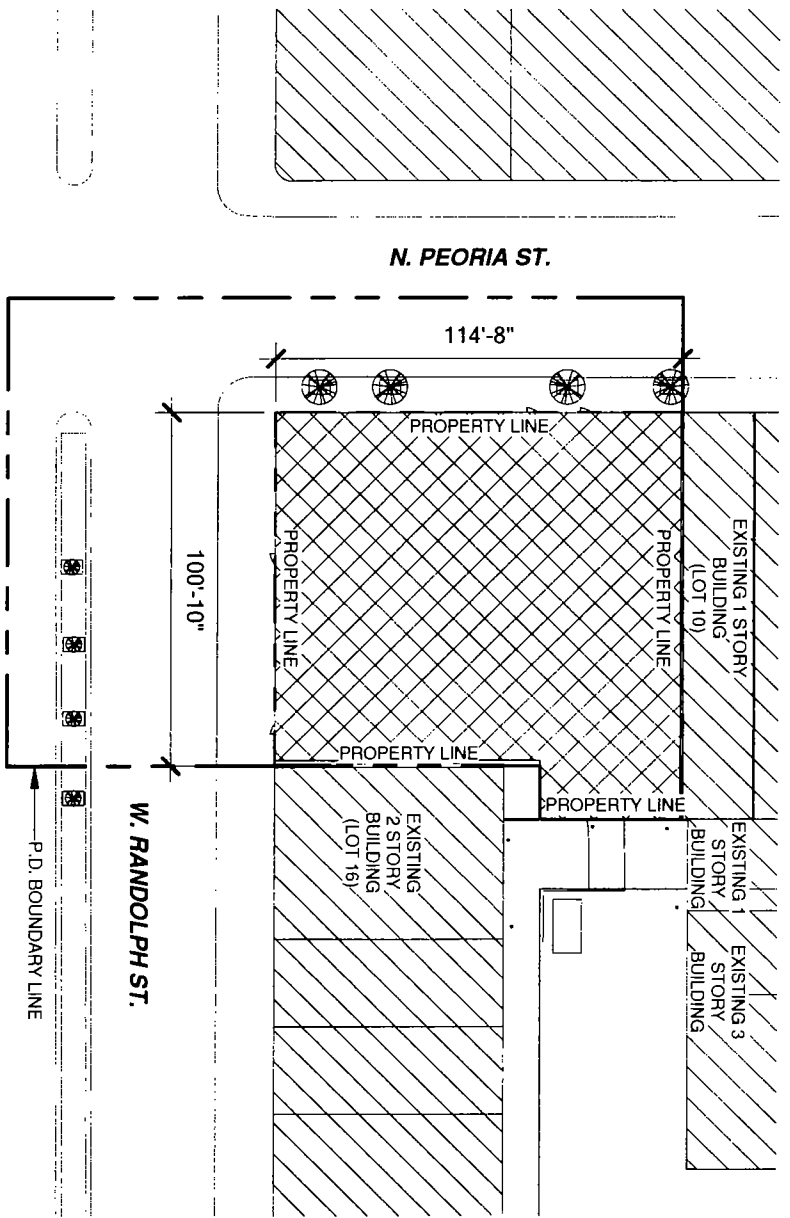 N. PEORIA ST.
114'-8"
PROPERTY LINE
PROPERTY LINE
PROPERTY LINE
EXISTING 1 STORY
BUILDING
(LOT 10)
100'-10"
PROPERTY LINE
PROPERTY LINE
EXISTING
2 STORY
BUILDING
(LOT 16)
EXISTING 1
STORY
BUILDING
EXISTING 3
STORY
BUILDING
W. RANDOLPH ST.
P.D. BOUNDARY LINE